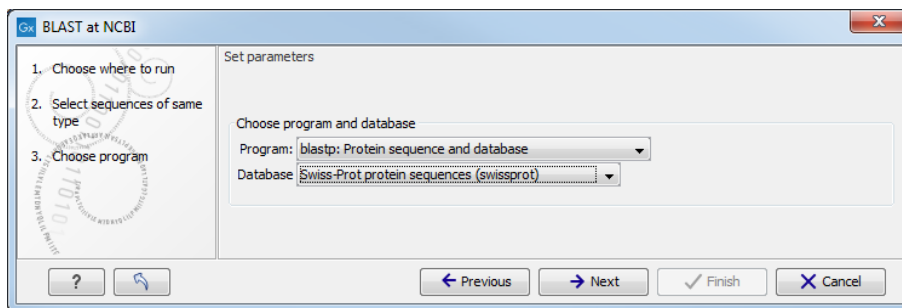 Gx BLAST at NCBI
1. Choose where to run
2. Select sequences of same
type
3. Choose program
Set parameters
Choose program and database
Program: blastp: Protein sequence and database
Database Swiss-Prot protein sequences (swissprot)
?
Previous
Next
Finish
Cancel